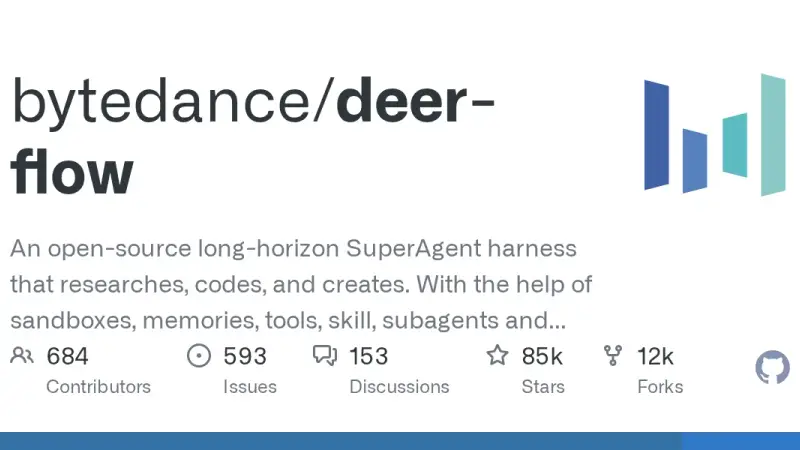 bytedance/deer-
flow
An open-source long-horizon SuperAgent harness
that researches, codes, and creates. With the help of
sandboxes, memories, tools, skill, subagents and...
684 593 153 85k 12k
Contributors Issues Discussions Stars Forks